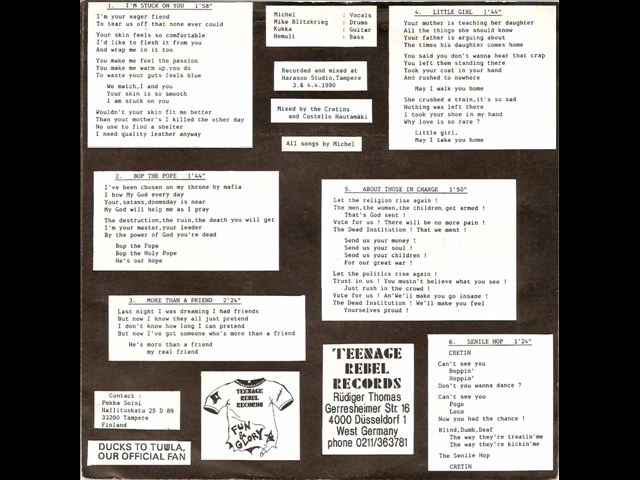 1. I'M STUCK ON YOU 1'58"
I'm your eager fiend
To tear us off that none ever could
Your skin feels so comfortable
I'd like to flesh it from you
And wrap me in it too
You make me feel the passion
You make me warm up,you do
To waste your guts feels blue
We match,I and you
Your skin is so smooth
I am stuck on you
Wouldn't your skin fit me better
Than your mother's I killed the other day
No use to find a shelter
I need quality leather anyway
2. BOP THE POPE 1'44"
I've been chosen on my throne by mafia
I bow My God every day
Your,satans,doomsday is near
My God will help me as I pray
The destruction,the ruin,the death you will get
I'm your master,your leader
By the power of God you're dead
Bop the Pope
Bop the Holy Pope
He's our hope
3. MORE THAN A FRIEND 2'24"
Last night I was dreaming I had friends
But now I know they all just pretend
I don't know how long I can pretend
But now I've got someone who's more than a friend
He's more than a friend
my real friend
Contact :
Pekka Soini
Hallituskatu 25 D 89
33200 Tampere
Finland
DUCKS TO TUULA,
OUR OFFICIAL FAN
TEENAGE
REBEL
RECORDS
FUN
&
GLORY
Michel : Vocals
Mike Blitzkrieg : Drums
Kukka : Guitar
Hemuli : Bass
Recorded and mixed at
Harasoo Studio,Tampere
3.& 4.4.1990
Mixed by the Cretins
and Costello Hautamäki
All songs by Michel
4. LITTLE GIRL 1'44"
Your mother is teaching her daughter
All the things she should know
Your father is arguing about
The times his daughter comes home
You said you don't wanna hear that crap
You left them standing there
Took your coat in your hand
And rushed to nowhere
May I walk you home
She crushed a train,it's so sad
Nothing was left there
I took your shoe in my hand
Why love is so rare ?
Little girl,
May I take you home
5. ABOUT THOSE IN CHARGE 1'50"
Let the religion rise again !
The men,the women,the children,get armed !
That's God sent !
Vote for us ! There will be no more pain !
The Dead Institution ! That we ment !
Send us your money !
Send us your soul !
Send us your children !
For our great war !
Let the politics rise again !
Trust in us ! You musn't believe what you see !
Just rush in the crowd !
Vote for us ! An'We'll make you go insane !
The Dead Institution ! We'll make you feel
Yourselves proud !
TEENAGE
REBEL
RECORDS
Rüdiger Thomas
Gerresheimer Str. 16
4000 Düsseldorf 1
West Germany
phone 0211/363781
6. SENILE HOP 1'24"
CRETIN
Can't see you
Boppin'
Hoppin'
Don't you wanna dance ?
Can't see you
Pogo
Loco
Now you had the chance !
Blind,Dumb,Deaf
The way they're treatin'me
The way they're kickin'me
The Senile Hop
CRETIN